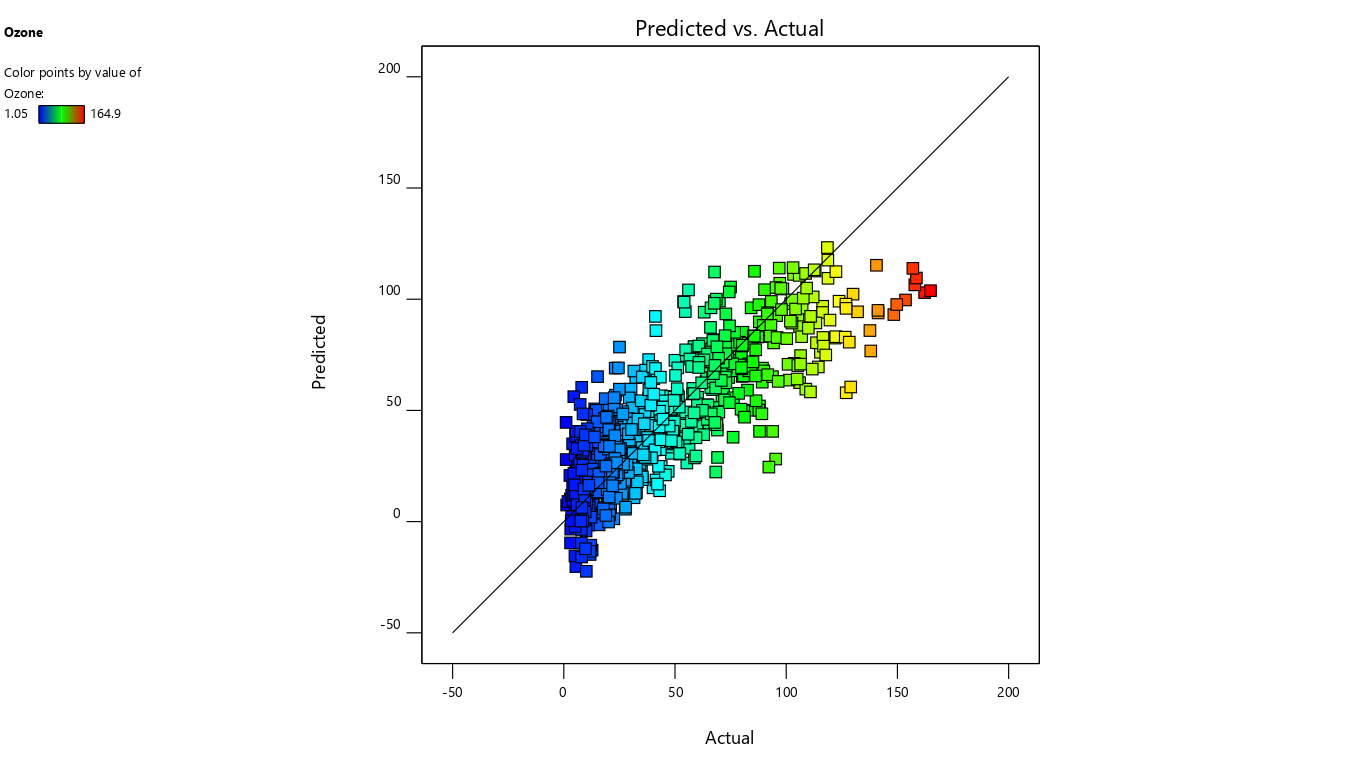 Ozone
Color points by value of
Ozone:
1.05 164.9
Predicted vs. Actual
200
150
100
50
0
-50
Predicted
-50 0 50 100 150 200
Actual